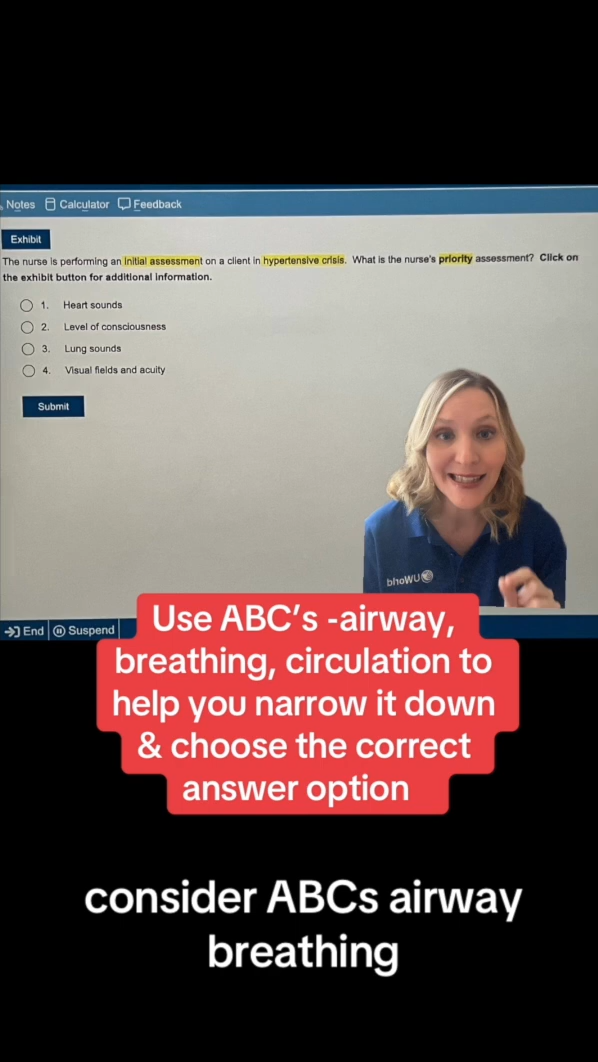 Notes Calculator Feedback
Exhibit
The nurse is performing an initial assessment on a client in hypertensive crisis. What is the nurse's priority assessment? Click on
the exhibit button for additional information.
1. Heart sounds
2. Level of consciousness
3. Lung sounds
4. Visual fields and acuity
Submit
UWorld
End Suspend
Use ABC's -airway,
breathing, circulation to
help you narrow it down
& choose the correct
answer option
consider ABCs airway
breathing